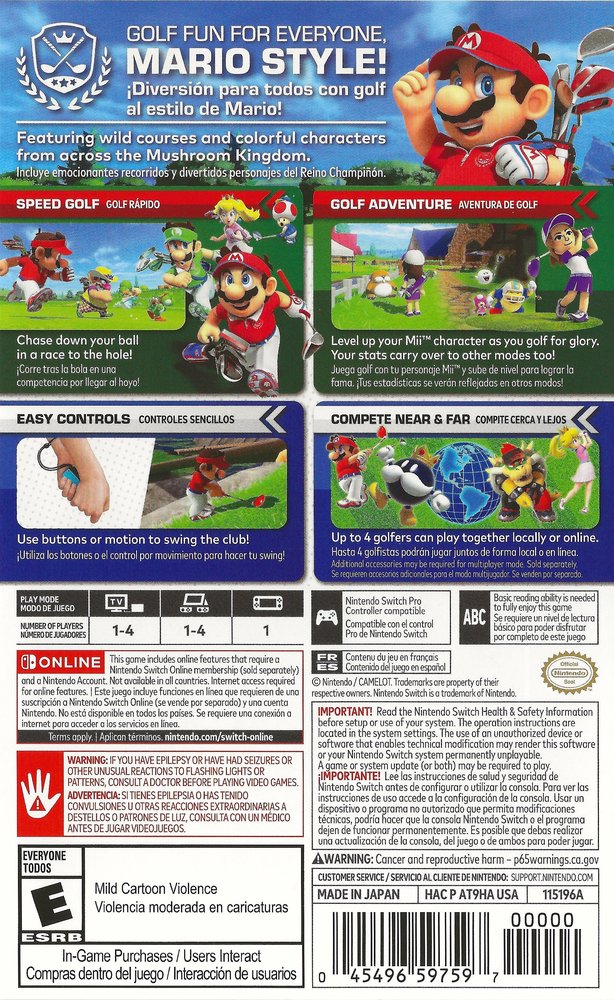 GOLF FUN FOR EVERYONE,
MARIO STYLE!
¡Diversión para todos con golf
al estilo de Mario!
Featuring wild courses and colorful characters
from across the Mushroom Kingdom.
Incluye emocionantes recorridos y divertidos personajes del Reino Champiñón.
SPEED GOLF GOLF RÁPIDO
Chase down your ball
in a race to the hole!
¡Corre tras la bola en una
competencia por llegar al hoyo!
GOLF ADVENTURE AVENTURA DE GOLF
Level up your Mii™ character as you golf for glory.
Your stats carry over to other modes too!
Juega golf con tu personaje Mii™ y sube de nivel para lograr la
fama. ¡Tus estadísticas se verán reflejadas en otros modos!
EASY CONTROLS CONTROLES SENCILLOS
Use buttons or motion to swing the club!
¡Utiliza los botones o el control por movimiento para hacer tu swing!
COMPETE NEAR & FAR COMPITE CERCA Y LEJOS
Up to 4 golfers can play together locally or online.
Hasta 4 golfistas podrán jugar juntos de forma local o en línea.
Additional accessories may be required for multiplayer mode. Sold separately.
Se requieren accesorios adicionales para el modo multijugador. Se venden por separado.
PLAY MODE
MODO DE JUEGO
TV
NUMBER OF PLAYERS
NÚMERO DE JUGADORES
1-4
1-4
1
Nintendo Switch Pro
Controller compatible
Compatible con el control
Pro de Nintendo Switch
ABC
Basic reading ability is needed
to fully enjoy this game
Se requiere un nivel de lectura
básico para poder disfrutar
por completo de este juego
ONLINE
This game includes online features that require a
Nintendo Switch Online membership (sold separately)
and a Nintendo Account. Not available in all countries. Internet access required
for online features. | Este juego incluye funciones en línea que requieren de una
suscripción a Nintendo Switch Online (se vende por separado) y una cuenta
Nintendo. No está disponible en todos los países. Se requiere una conexión a
internet para acceder a los servicios en línea.
Terms apply. | Aplican términos. nintendo.com/switch-online
FR
ES
Contenu du jeu en français
Contenido del juego en español
© Nintendo / CAMELOT. Trademarks are property of their
respective owners. Nintendo Switch is a trademark of Nintendo.
Official
Nintendo
Seal
WARNING: IF YOU HAVE EPILEPSY OR HAVE HAD SEIZURES OR
OTHER UNUSUAL REACTIONS TO FLASHING LIGHTS OR
PATTERNS, CONSULT A DOCTOR BEFORE PLAYING VIDEO GAMES.
ADVERTENCIA: SI TIENES EPILEPSIA O HAS TENIDO
CONVULSIONES U OTRAS REACCIONES EXTRAORDINARIAS A
DESTELLOS O PATRONES DE LUZ, CONSULTA CON UN MÉDICO
ANTES DE JUGAR VIDEOJUEGOS.
IMPORTANT! Read the Nintendo Switch Health & Safety Information
before setup or use of your system. The operation instructions are
located in the system settings. The use of an unauthorized device or
software that enables technical modification may render this software
or your Nintendo Switch system permanently unplayable.
A game or system update (or both) may be required to play.
¡IMPORTANTE! Lee las instrucciones de salud y seguridad de
Nintendo Switch antes de configurar o utilizar la consola. Para ver las
instrucciones de uso accede a la configuración de la consola. Usar un
dispositivo o programa no autorizado que permita modificaciones
técnicas, podría hacer que la consola Nintendo Switch o el programa
dejen de funcionar permanentemente. Es posible que debas realizar
una actualización de la consola, del juego o de ambos para poder jugar.
WARNING: Cancer and reproductive harm – p65warnings.ca.gov
CUSTOMER SERVICE / SERVICIO AL CLIENTE DE NINTENDO: SUPPORT.NINTENDO.COM
MADE IN JAPAN
HAC P AT9HA USA
115196A
EVERYONE
TODOS
E
ESRB
Mild Cartoon Violence
Violencia moderada en caricaturas
In-Game Purchases / Users Interact
Compras dentro del juego / Interacción de usuarios
00000
0 45496 59759 7